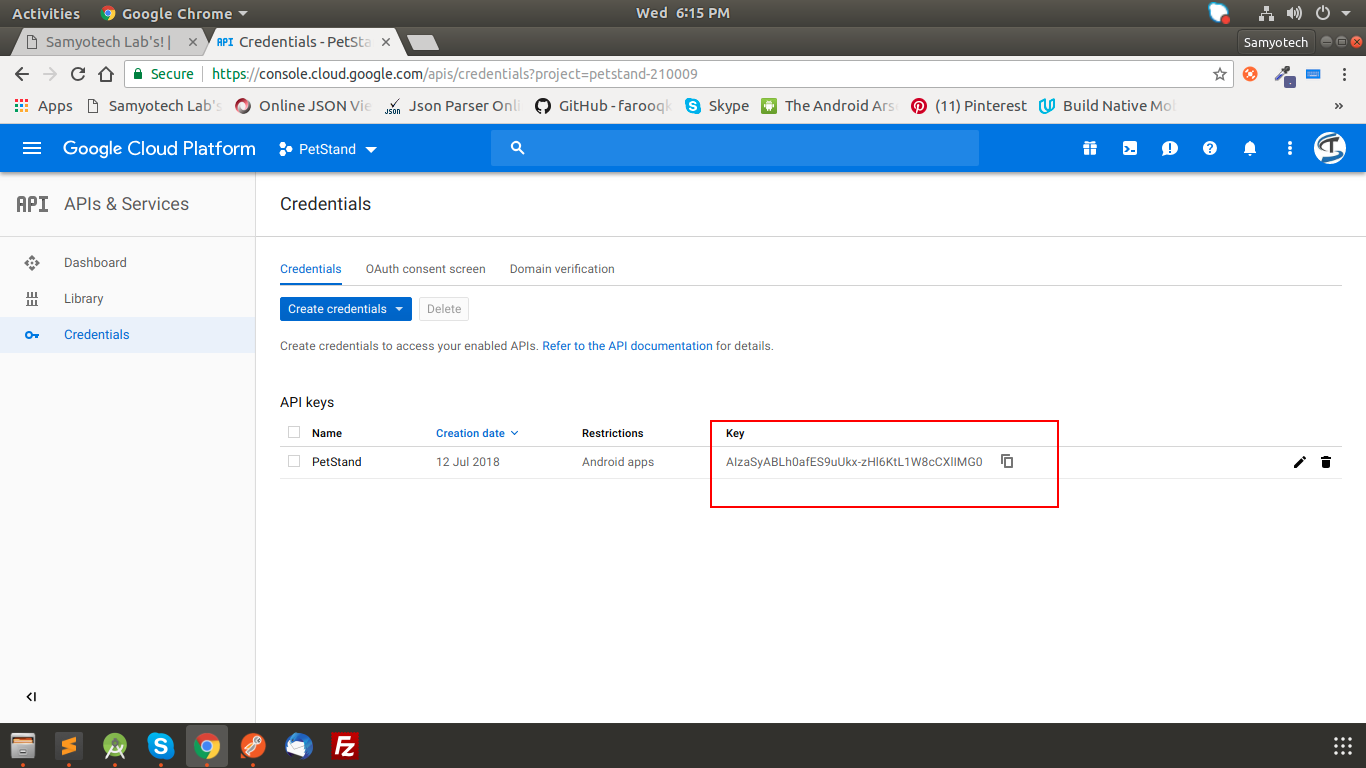 Activities Google Chrome Wed 6:15 PM
Samyotech Lab's! | Credentials - PetSta Samyotech
Secure https://console.cloud.google.com/apis/credentials?project=petstand-210009
Apps Samyotech Lab's Online JSON Vie Json Parser Onli GitHub - farooqk Skype The Android Arse (11) Pinterest Build Native Mob »
Google Cloud Platform PetStand
API APIs & Services
Credentials
Dashboard
Library
Credentials
Credentials OAuth consent screen Domain verification
Create credentials Delete
Create credentials to access your enabled APIs. Refer to the API documentation for details.
API keys
Name Creation date Restrictions Key
PetStand 12 Jul 2018 Android apps AIzaSyABLh0afES9uUkx-zHl6KtL1W8cCXlIMG0